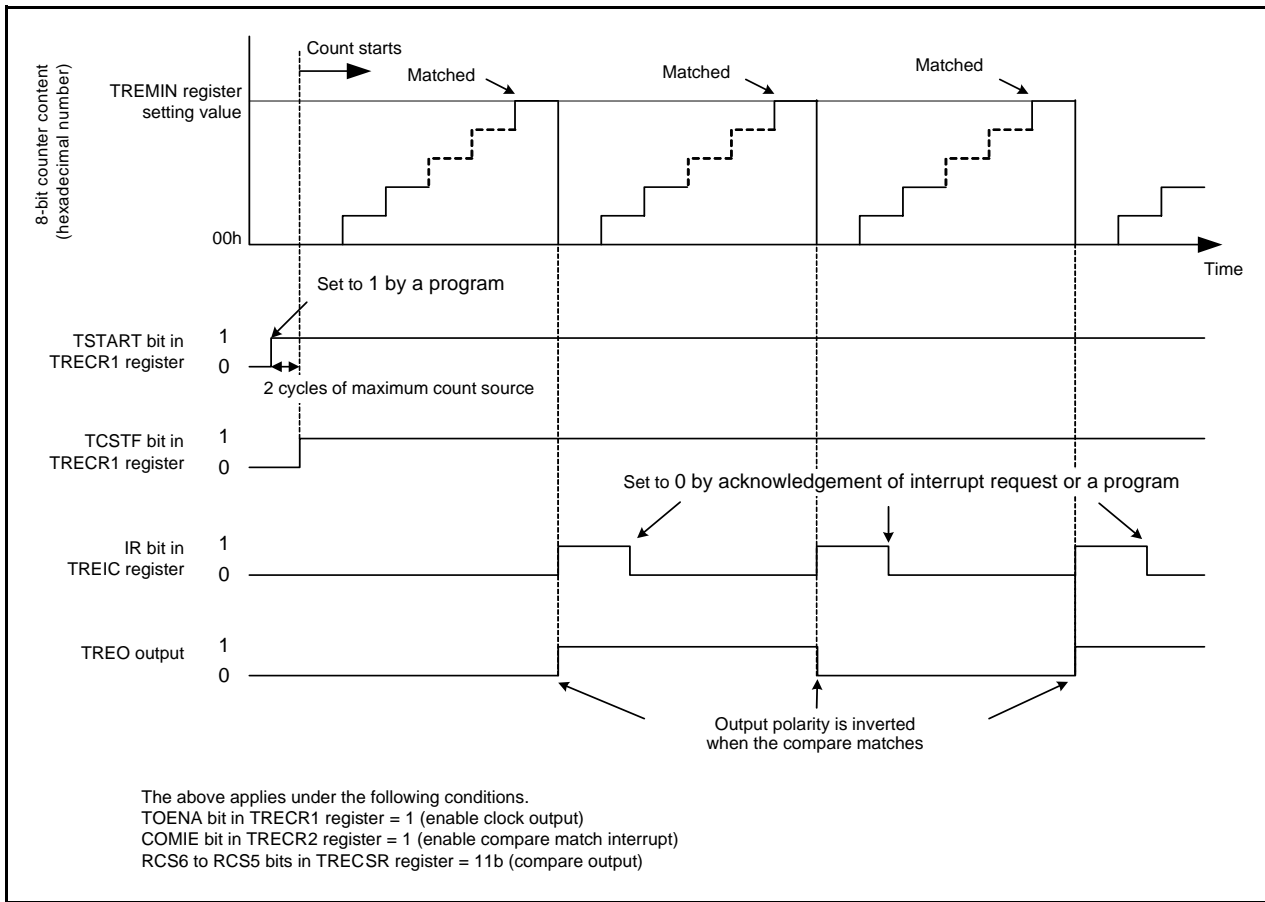 Count starts
Matched
Matched
Matched
8-bit counter content
(hexadecimal number)
TREMIN register
setting value
00h
Time
Set to 1 by a program
TSTART bit in
TRECR1 register
1
0
2 cycles of maximum count source
TCSTF bit in
TRECR1 register
1
0
Set to 0 by acknowledgement of interrupt request or a program
IR bit in
TREIC register
1
0
TREO output
1
0
Output polarity is inverted
when the compare matches
The above applies under the following conditions.
TOENA bit in TRECR1 register = 1 (enable clock output)
COMIE bit in TRECR2 register = 1 (enable compare match interrupt)
RCS6 to RCS5 bits in TRECSR register = 11b (compare output)